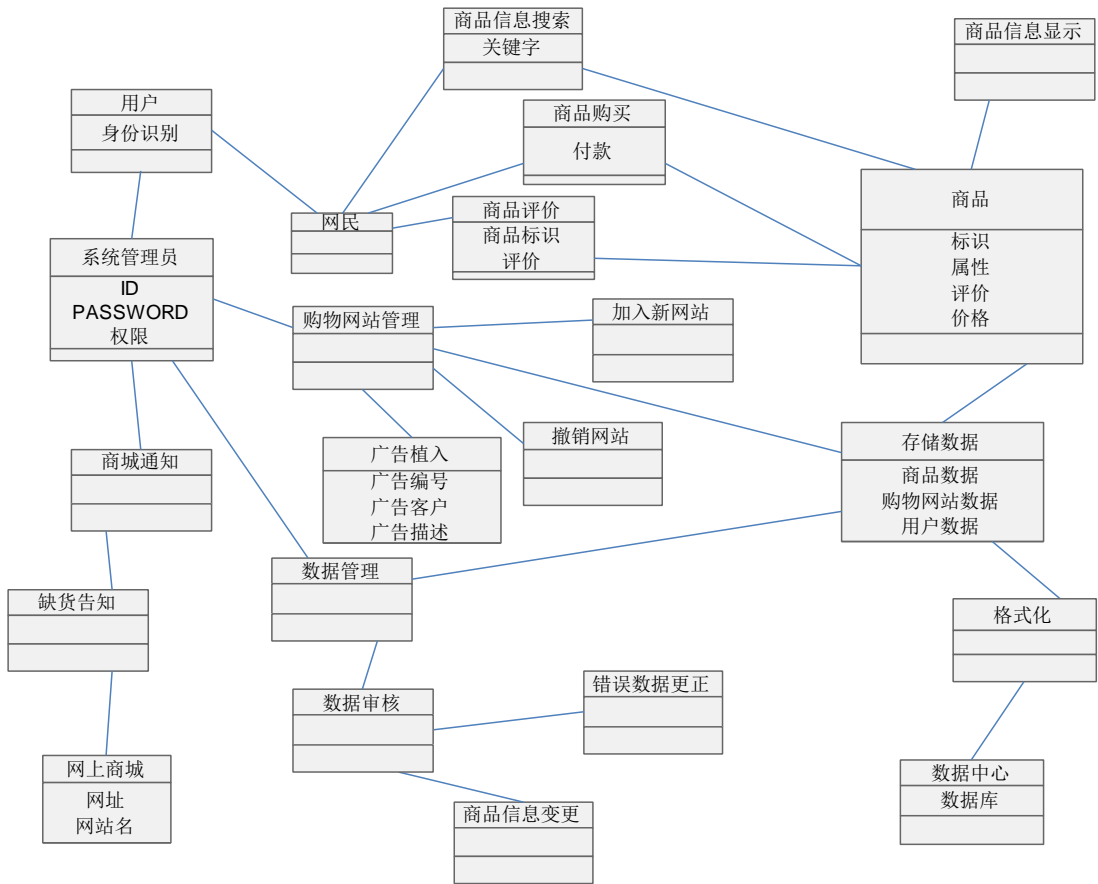 商品信息搜索
关键字
商品信息显示
用户
身份识别
商品购买
付款
网民
商品评价
商品标识
评价
商品
标识
属性
评价
价格
系统管理员
ID
PASSWORD
权限
购物网站管理
加入新网站
广告植入
广告编号
广告客户
广告描述
撤销网站
存储数据
商品数据
购物网站数据
用户数据
商城通知
数据管理
缺货告知
格式化
数据审核
错误数据更正
网上商城
网址
网站名
数据中心
数据库
商品信息变更